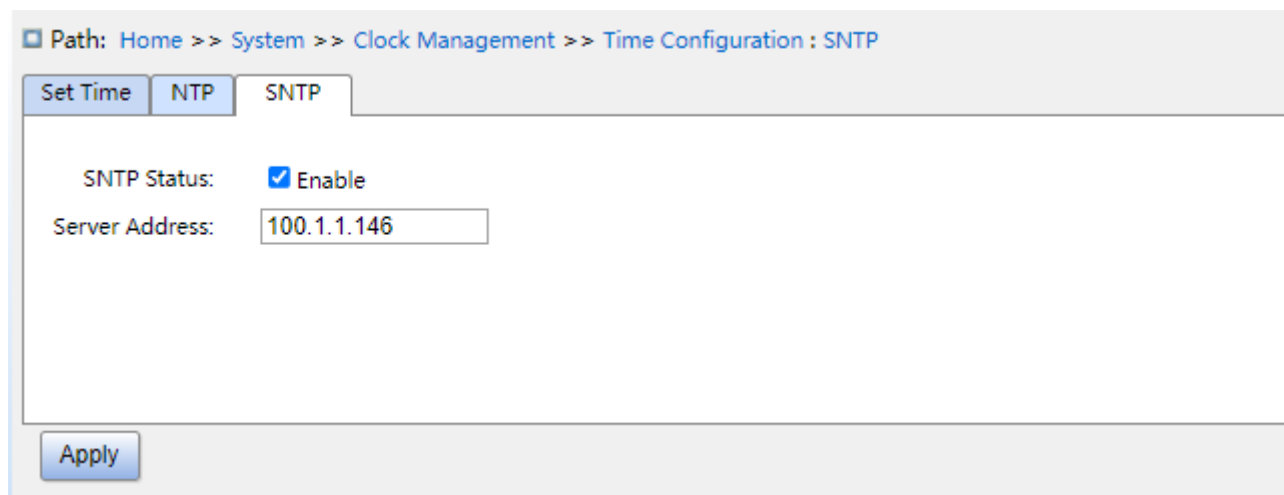 Path: Home >> System >> Clock Management >> Time Configuration : SNTP
Set Time NTP SNTP
SNTP Status: Enable
Server Address: 100.1.1.146
Apply